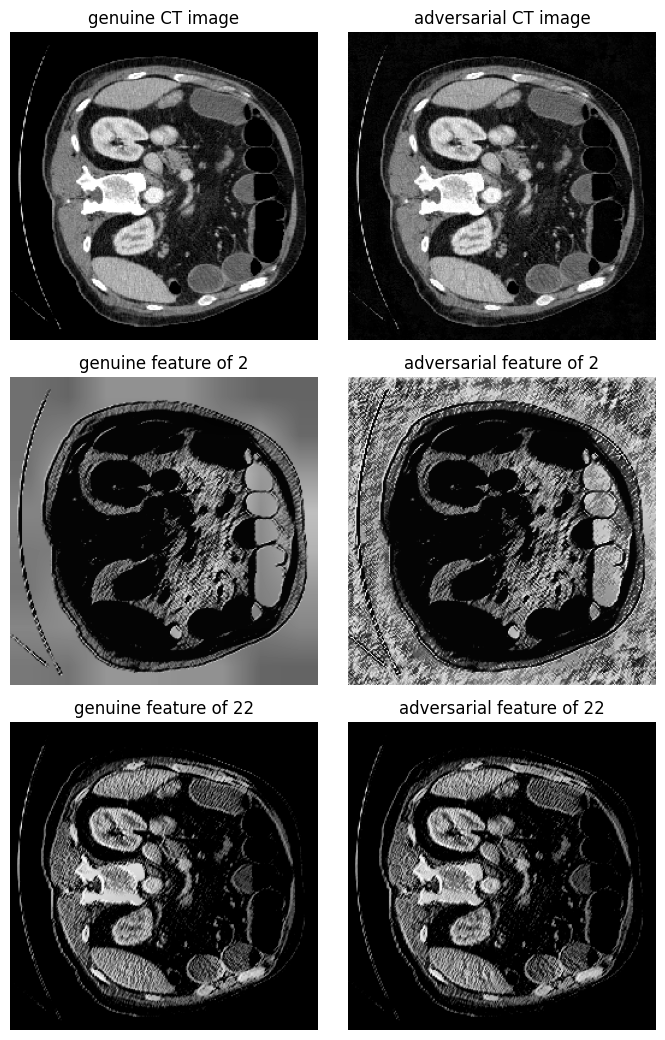 genuine CT image
adversarial CT image
genuine feature of 2
adversarial feature of 2
genuine feature of 22
adversarial feature of 22